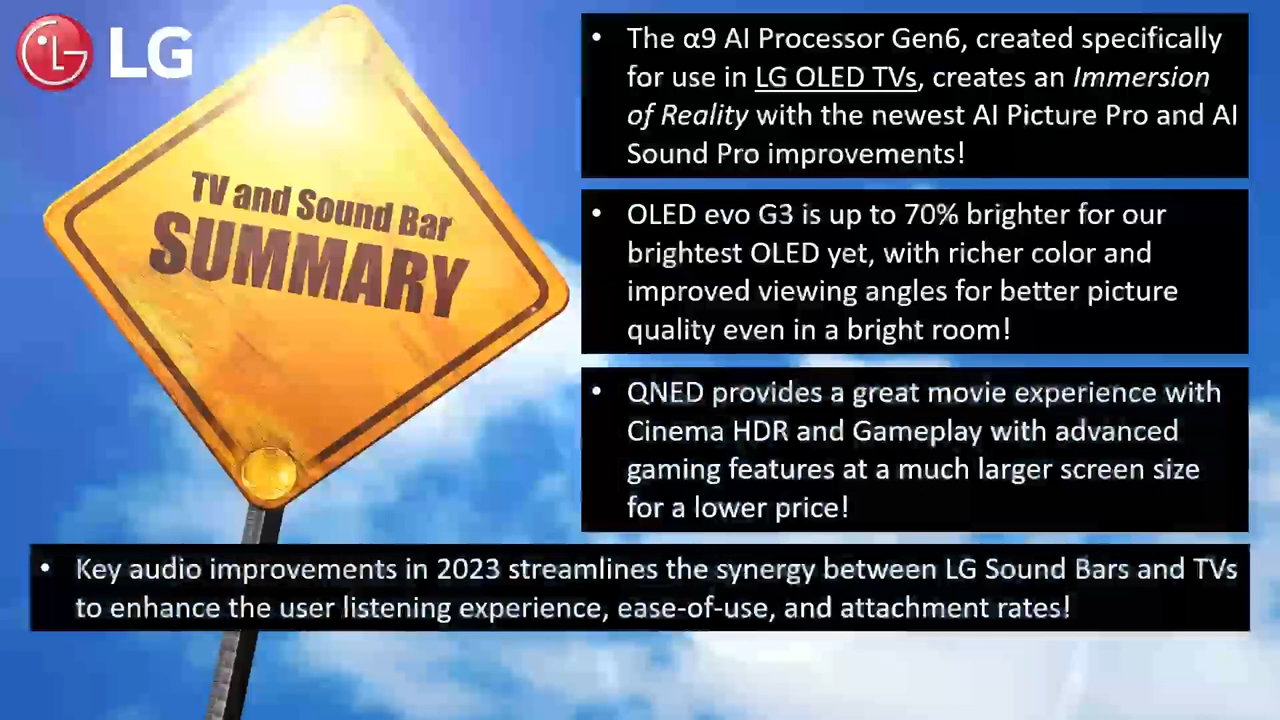 LG
TV and Sound Bar
SUMMARY
• The α9 AI Processor Gen6, created specifically
for use in LG OLED TVs, creates an Immersion
of Reality with the newest AI Picture Pro and AI
Sound Pro improvements!
• OLED evo G3 is up to 70% brighter for our
brightest OLED yet, with richer color and
improved viewing angles for better picture
quality even in a bright room!
• QNED provides a great movie experience with
Cinema HDR and Gameplay with advanced
gaming features at a much larger screen size
for a lower price!
• Key audio improvements in 2023 streamlines the synergy between LG Sound Bars and TVs
to enhance the user listening experience, ease-of-use, and attachment rates!